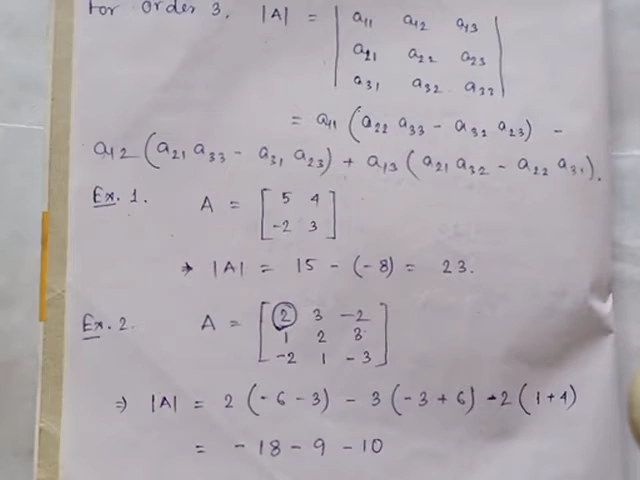 For Order 3, |A| = | a11 a12 a13
a21 a22 a23
a31 a32 a33 |
= a11 (a22 a33 - a32 a23) -
a12 (a21 a33 - a31 a23) + a13 (a21 a32 - a22 a31).
Ex. 1. A = [ 5 4
-2 3 ]
→ |A| = 15 - (-8) = 23.
Ex. 2. A = [ 2 3 -2
1 2 3
-2 1 -3 ]
⇒ |A| = 2 (-6-3) - 3 (-3+6) -2 (1+4)
= -18 - 9 - 10